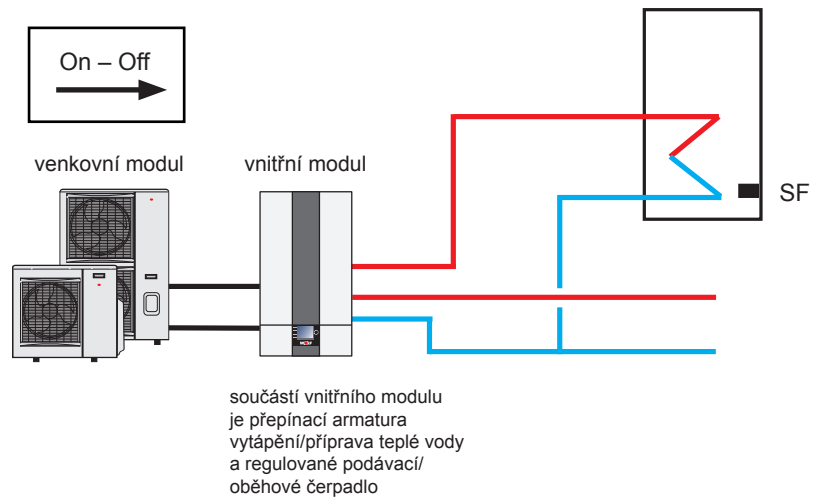 On – Off
venkovní modul
vnitřní modul
SF
WOLF
součástí vnitřního modulu
je přepínací armatura
vytápění/příprava teplé vody
a regulované podávací/
oběhové čerpadlo